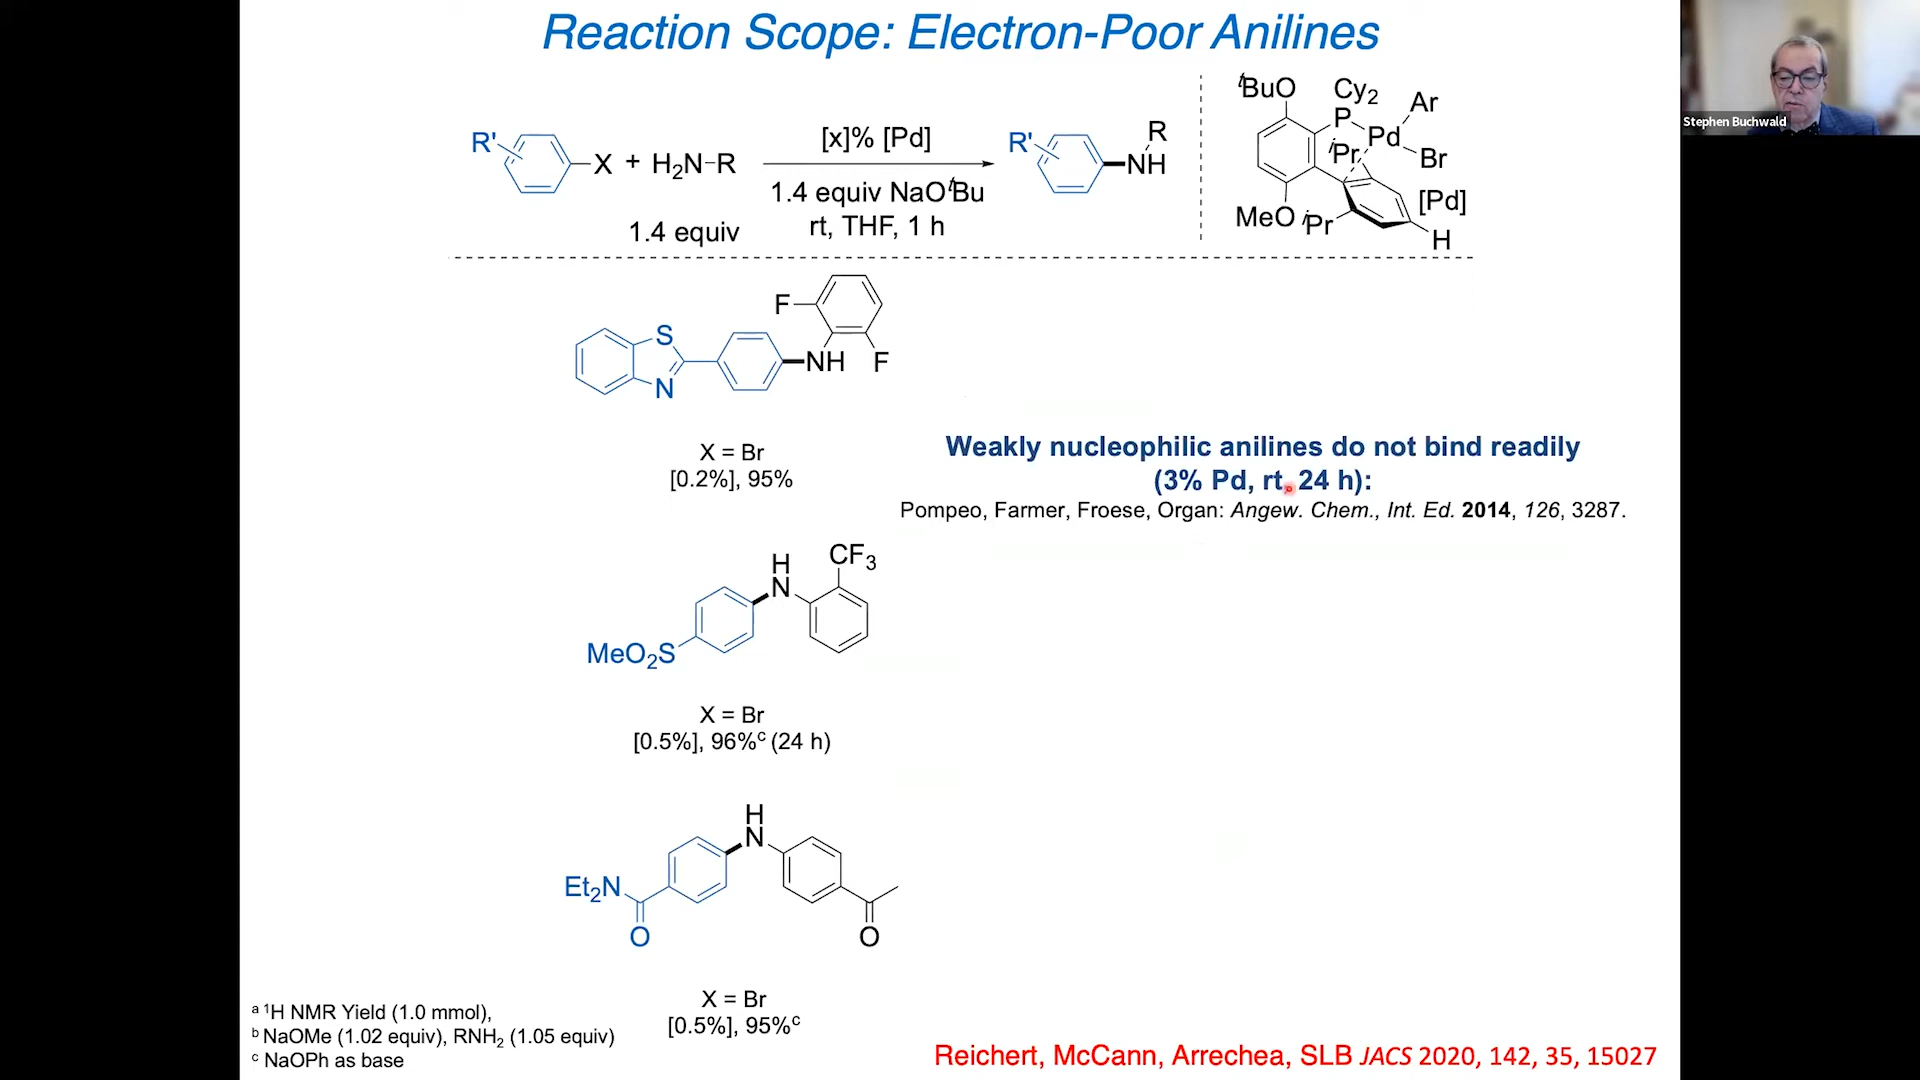 Reaction Scope: Electron-Poor Anilines
Stephen Buchwald
R'
X + H₂N-R
1.4 equiv
[x]% [Pd]
1.4 equiv NaOᵗBu
rt, THF, 1 h
R'
R
NH
ᵗBuO
Cy₂
P
Pd
Ar
Br
ⁱPr
MeO
ⁱPr
[Pd]
H
F
F
S
N
NH
X = Br
[0.2%], 95%
Weakly nucleophilic anilines do not bind readily
(3% Pd, rt, 24 h):
Pompeo, Farmer, Froese, Organ: Angew. Chem., Int. Ed. 2014, 126, 3287.
H
N
CF₃
MeO₂S
X = Br
[0.5%], 96%ᶜ (24 h)
H
N
Et₂N
O
O
X = Br
[0.5%], 95%ᶜ
ᵃ ¹H NMR Yield (1.0 mmol),
ᵇ NaOMe (1.02 equiv), RNH₂ (1.05 equiv)
ᶜ NaOPh as base
Reichert, McCann, Arrechea, SLB JACS 2020, 142, 35, 15027